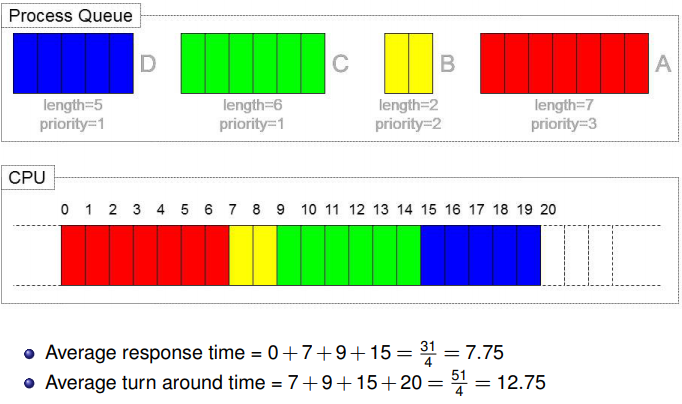 Process Queue
D C B A
length=5 length=6 length=2 length=7
priority=1 priority=1 priority=2 priority=3
CPU
0 1 2 3 4 5 6 7 8 9 10 11 12 13 14 15 16 17 18 19 20
Average response time = 0+7+9+15 = 31/4 = 7.75
Average turn around time = 7+9+15+20 = 51/4 = 12.75